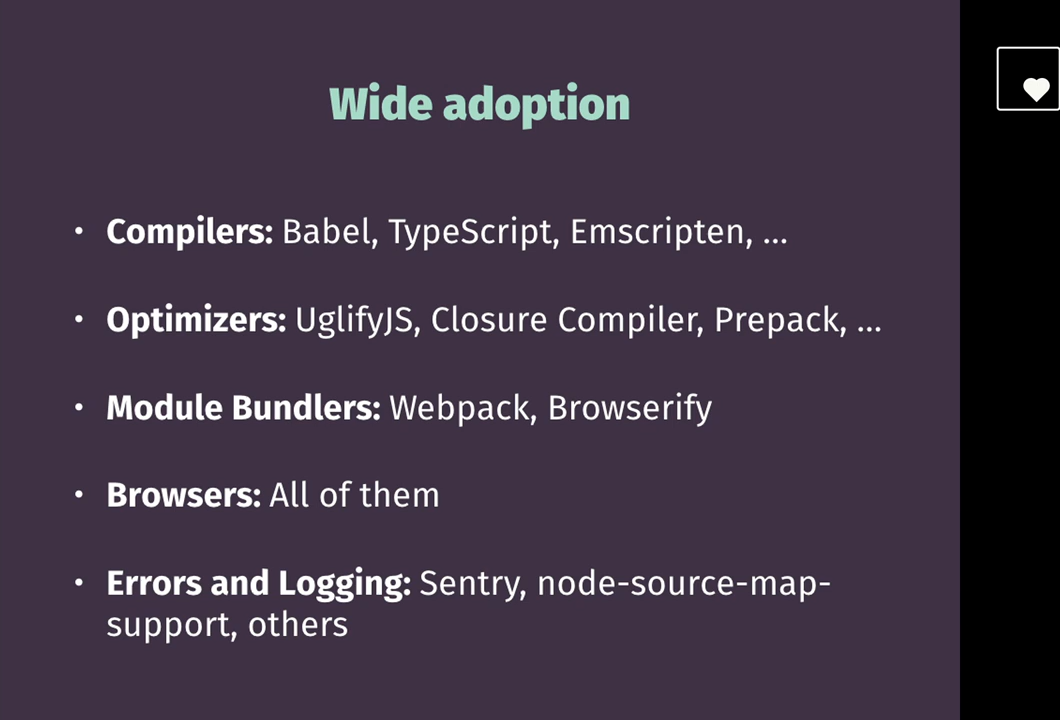 Wide adoption
• Compilers: Babel, TypeScript, Emscripten, ...
• Optimizers: UglifyJS, Closure Compiler, Prepack, ...
• Module Bundlers: Webpack, Browserify
• Browsers: All of them
• Errors and Logging: Sentry, node-source-map-
support, others